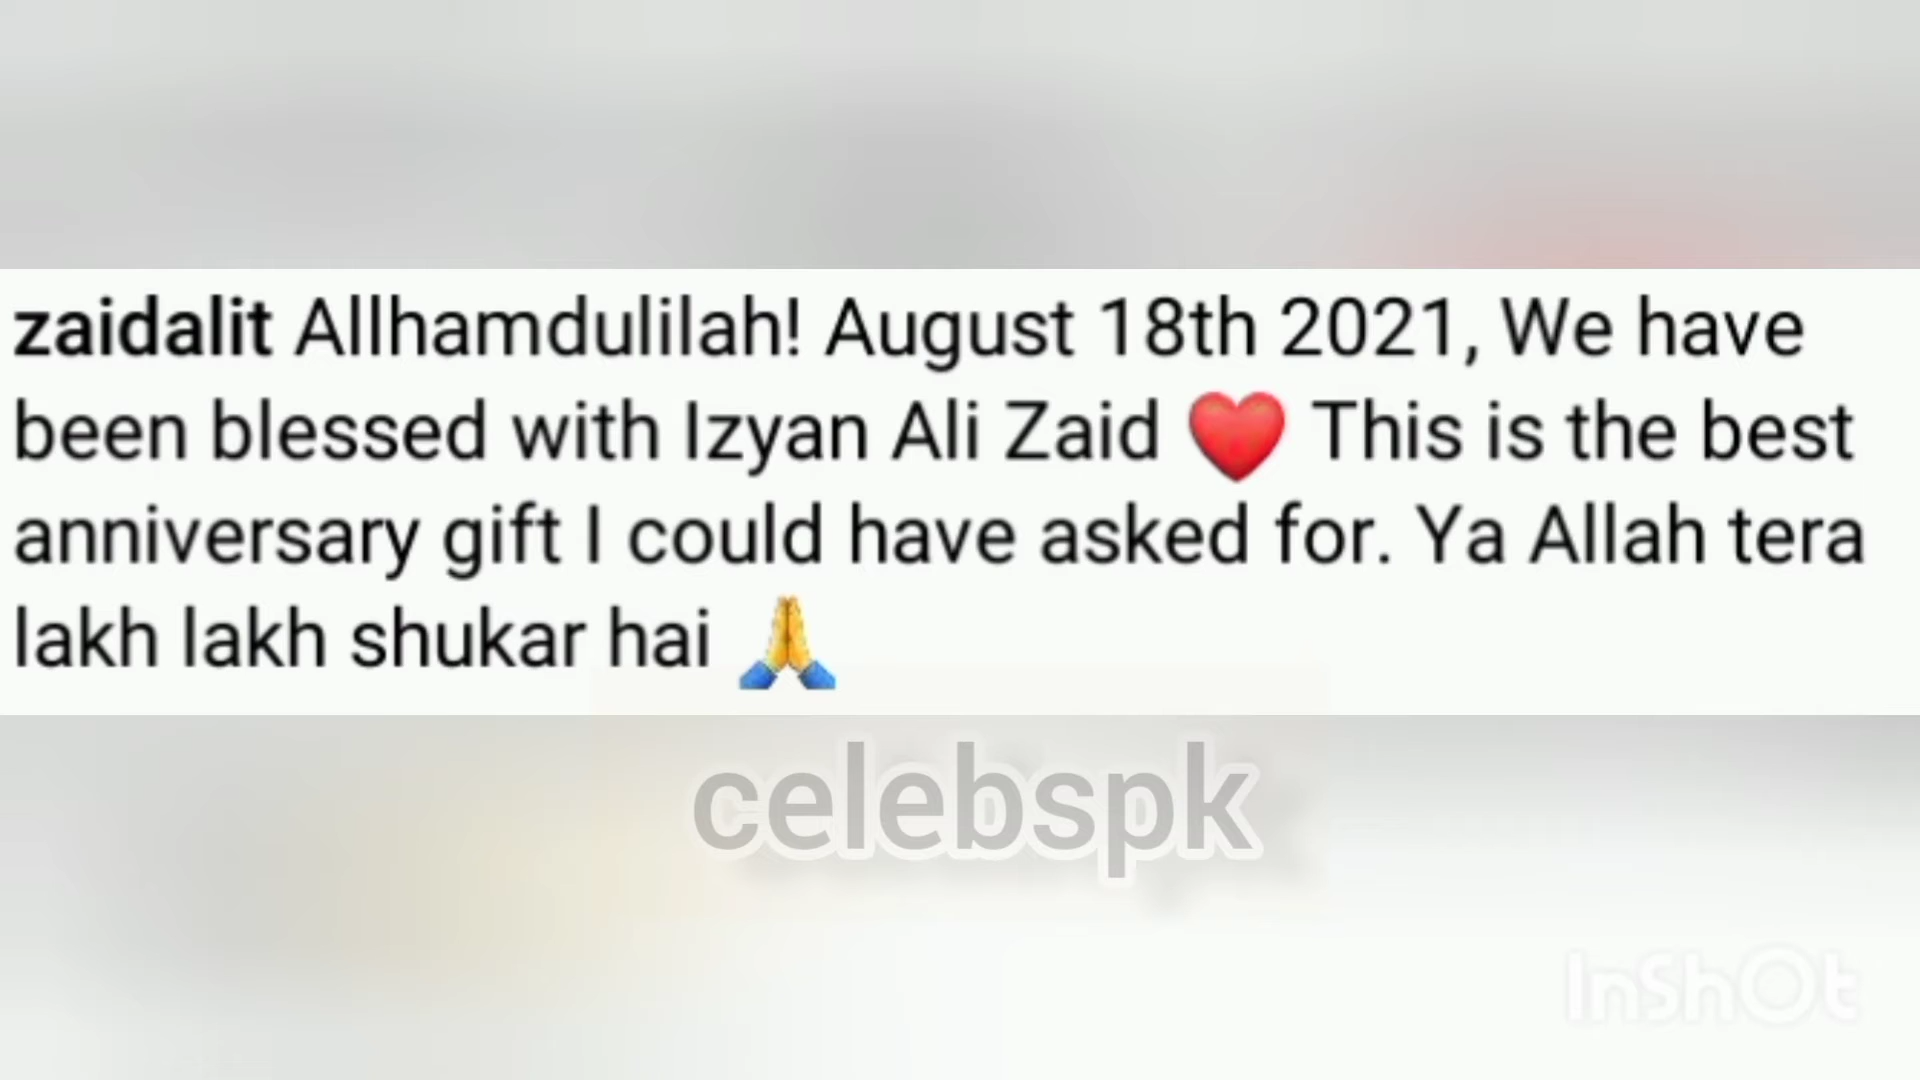 zaidalit Allhamdulilah! August 18th 2021, We have
been blessed with Izyan Ali Zaid ❤️ This is the best
anniversary gift I could have asked for. Ya Allah tera
lakh lakh shukar hai 🙏
celebspk
InShOt